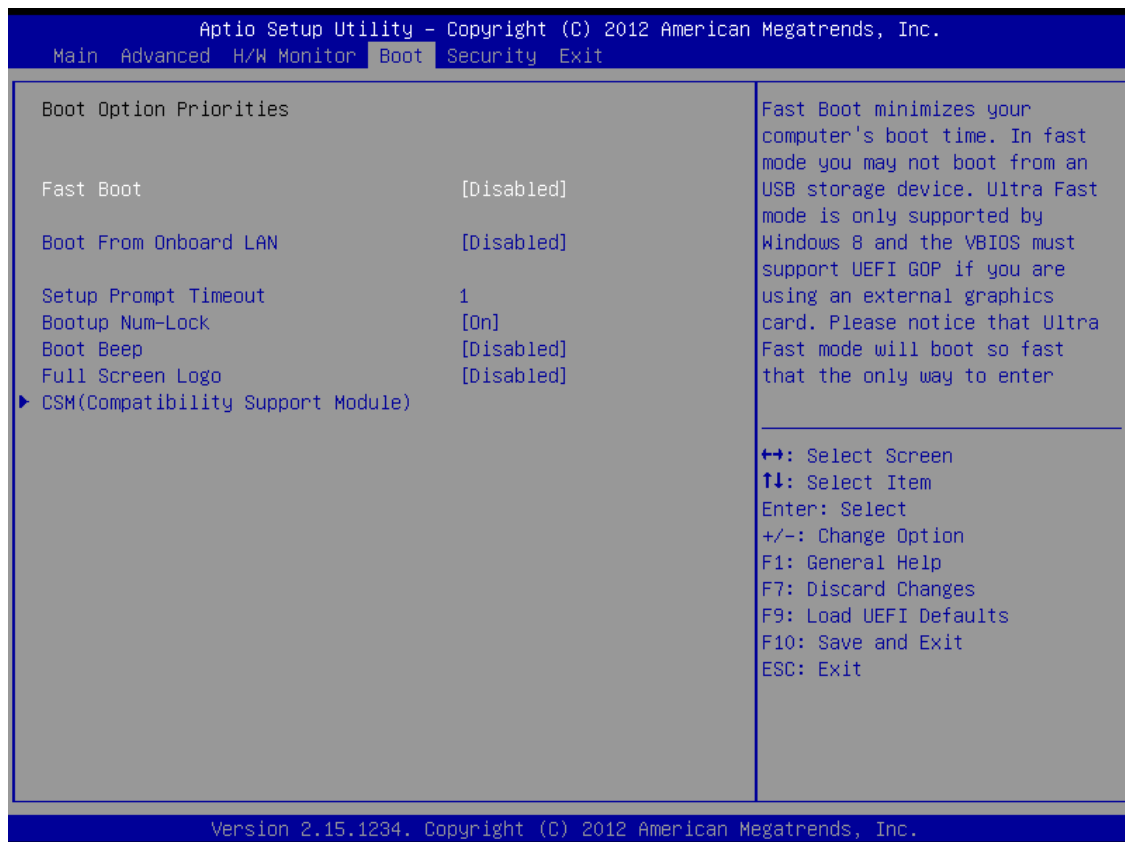 Aptio Setup Utility – Copyright (C) 2012 American Megatrends, Inc.
Main Advanced H/W Monitor Boot Security Exit
Boot Option Priorities
Fast Boot [Disabled]
Boot From Onboard LAN [Disabled]
Setup Prompt Timeout 1
Bootup Num-Lock [On]
Boot Beep [Disabled]
Full Screen Logo [Disabled]
▶ CSM(Compatibility Support Module)
Fast Boot minimizes your
computer's boot time. In fast
mode you may not boot from an
USB storage device. Ultra Fast
mode is only supported by
Windows 8 and the VBIOS must
support UEFI GOP if you are
using an external graphics
card. Please notice that Ultra
Fast mode will boot so fast
that the only way to enter
↔: Select Screen
↑↓: Select Item
Enter: Select
+/-: Change Option
F1: General Help
F7: Discard Changes
F9: Load UEFI Defaults
F10: Save and Exit
ESC: Exit
Version 2.15.1234. Copyright (C) 2012 American Megatrends, Inc.